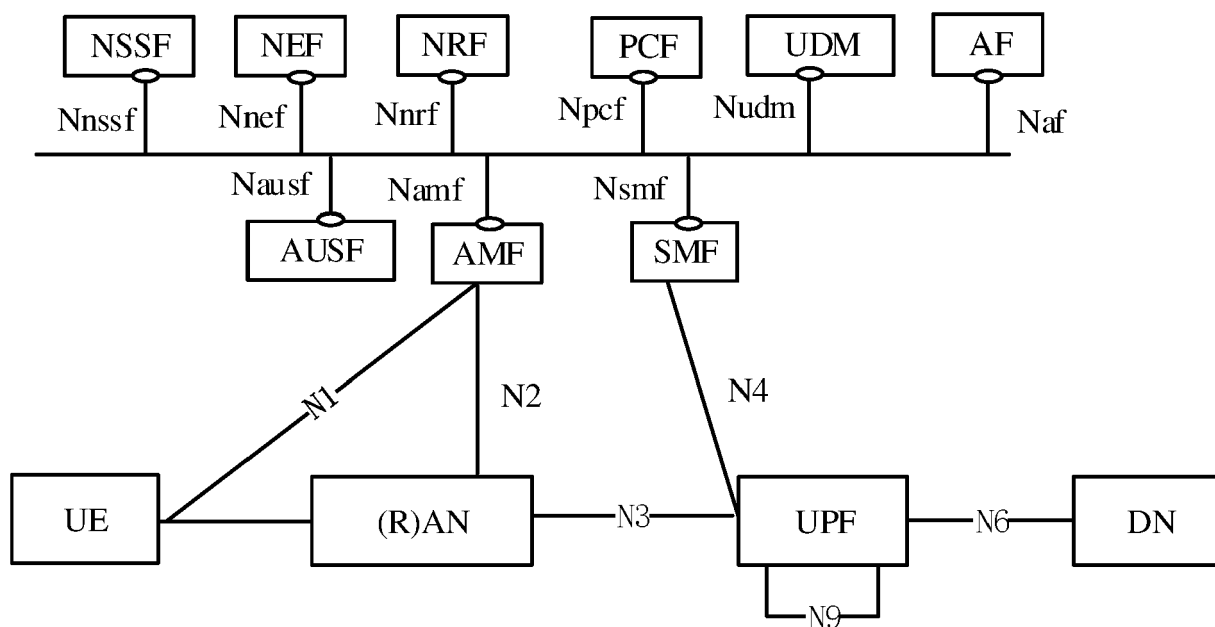 NSSF NEF NRF PCF UDM AF
Nnssf Nnef Nnrf Npcf Nudm Naf
Nausf Namf Nsmf
AUSF AMF SMF
N1 N2 N4
UE (R)AN N3 UPF N6 DN
N9